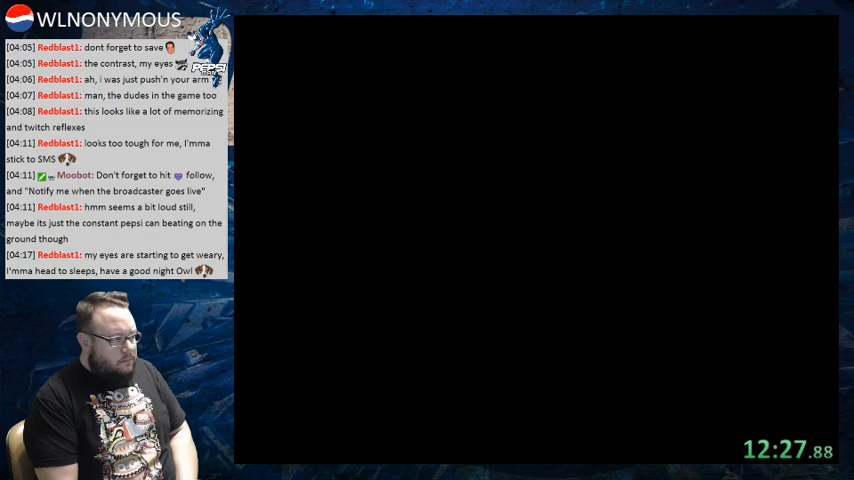 WLNONYMOUS
[04:05] Redblast1: dont forget to save
[04:05] Redblast1: the contrast, my eyes
PEPSI
[04:06] Redblast1: ah, i was just push'n your arm
[04:07] Redblast1: man, the dudes in the game too
[04:08] Redblast1: this looks like a lot of memorizing
and twitch reflexes
[04:11] Redblast1: looks too tough for me, I'mma
stick to SMS
[04:11] Moobot: Don't forget to hit follow,
and "Notify me when the broadcaster goes live"
[04:11] Redblast1: hmm seems a bit loud still,
maybe its just the constant pepsi can beating on the
ground though
[04:17] Redblast1: my eyes are starting to get weary,
I'mma head to sleeps, have a good night Owl
12:27.88